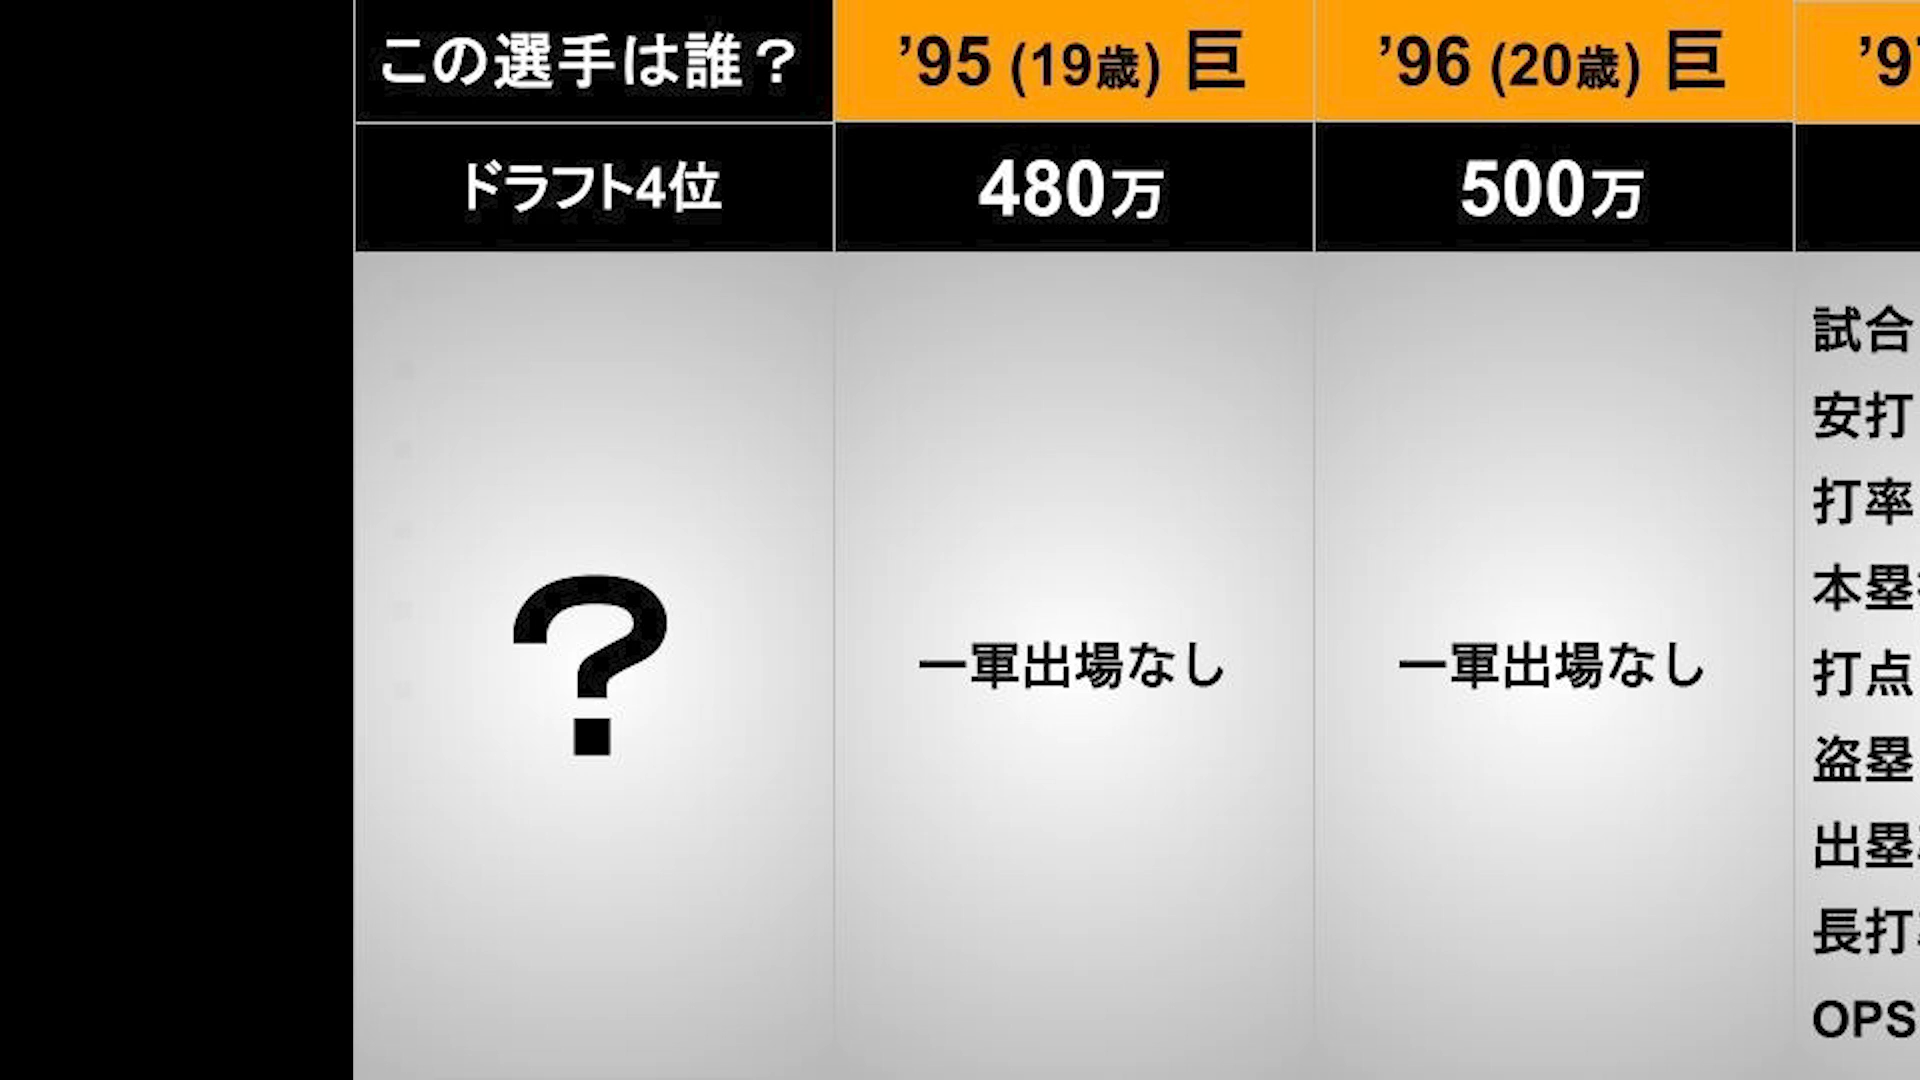 この選手は誰？
ドラフト4位
?
’95 (19歳) 巨
480万
一軍出場なし
’96 (20歳) 巨
500万
一軍出場なし
’9
試合
安打
打率
本塁
打点
盗塁
出塁
長打
OPS